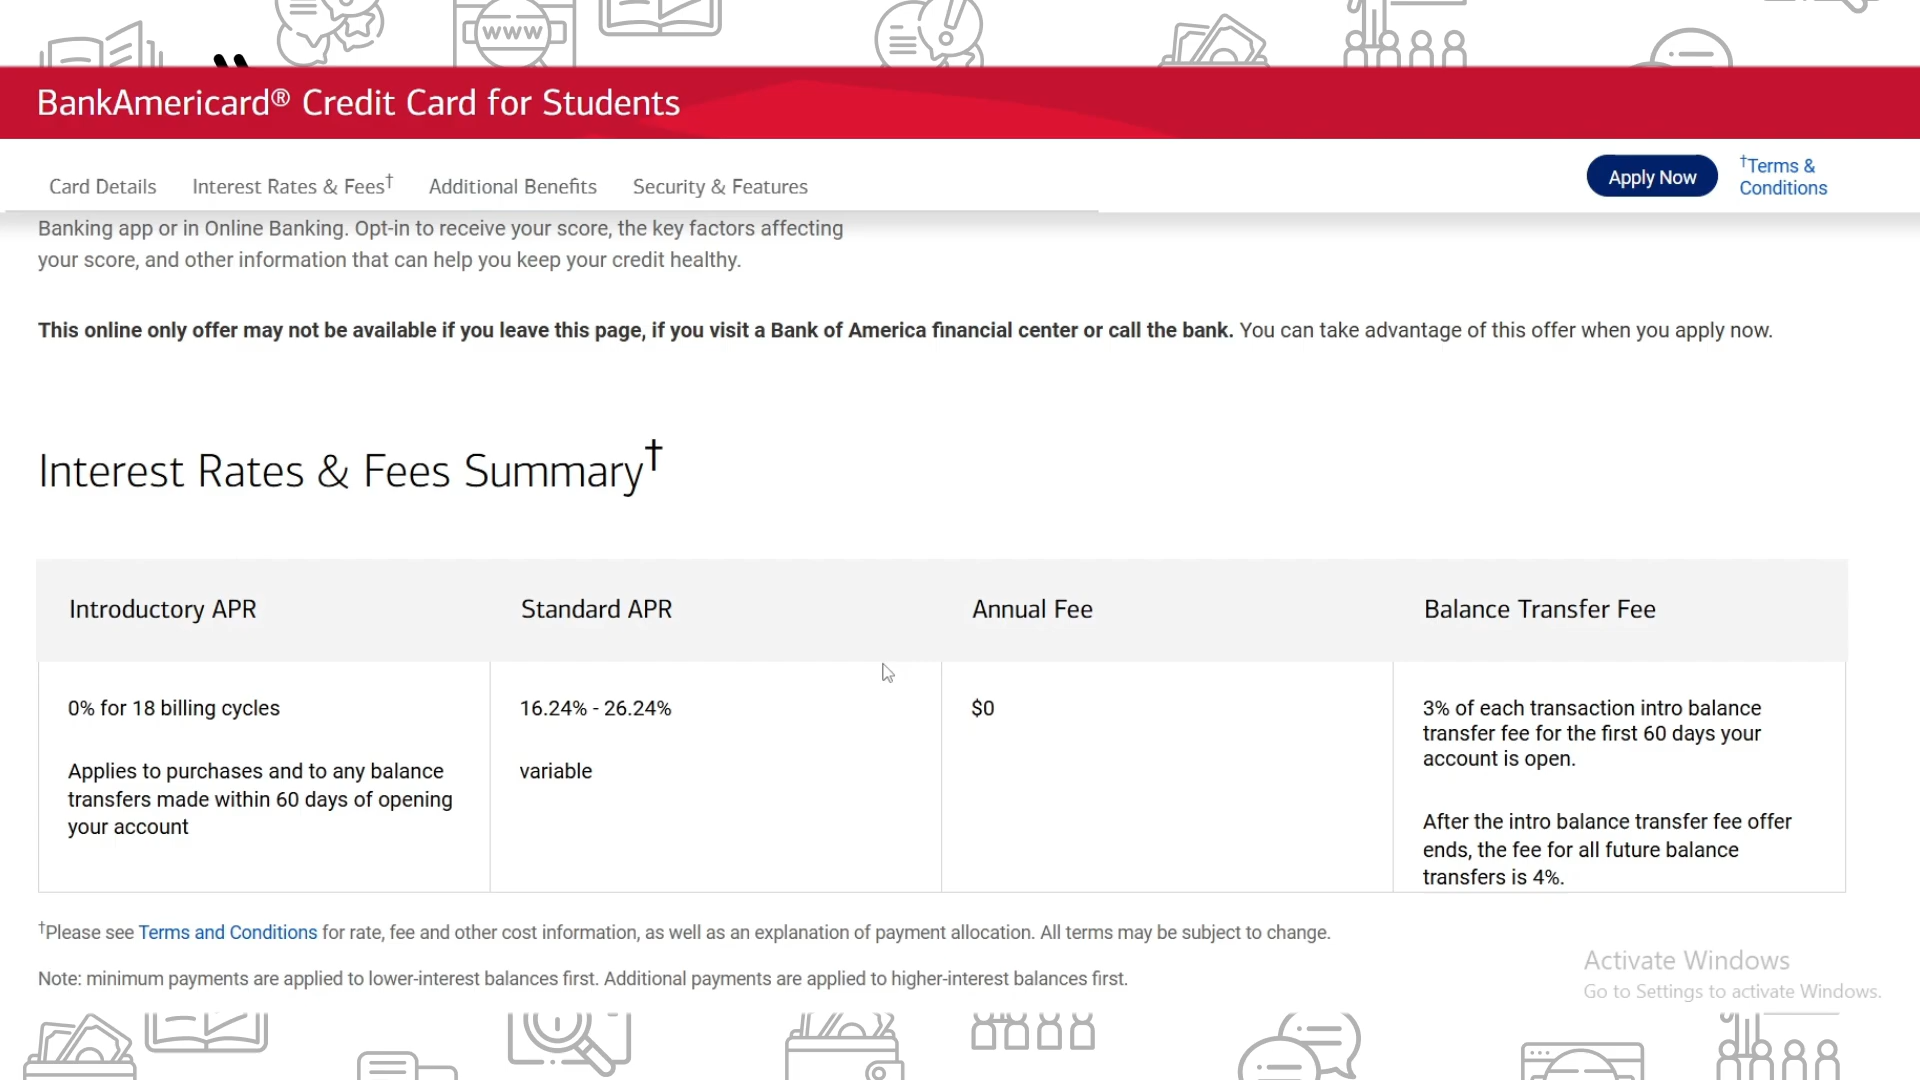 www
BankAmericard® Credit Card for Students
Card Details
Interest Rates & Fees†
Additional Benefits
Security & Features
Apply Now
†Terms &
Conditions
Banking app or in Online Banking. Opt-in to receive your score, the key factors affecting
your score, and other information that can help you keep your credit healthy.
This online only offer may not be available if you leave this page, if you visit a Bank of America financial center or call the bank. You can take advantage of this offer when you apply now.
Interest Rates & Fees Summary†
Introductory APR
Standard APR
Annual Fee
Balance Transfer Fee
0% for 18 billing cycles
Applies to purchases and to any balance
transfers made within 60 days of opening
your account
16.24% - 26.24%
variable
$0
3% of each transaction intro balance
transfer fee for the first 60 days your
account is open.
After the intro balance transfer fee offer
ends, the fee for all future balance
transfers is 4%.
†Please see Terms and Conditions for rate, fee and other cost information, as well as an explanation of payment allocation. All terms may be subject to change.
Note: minimum payments are applied to lower-interest balances first. Additional payments are applied to higher-interest balances first.
Activate Windows
Go to Settings to activate Windows.